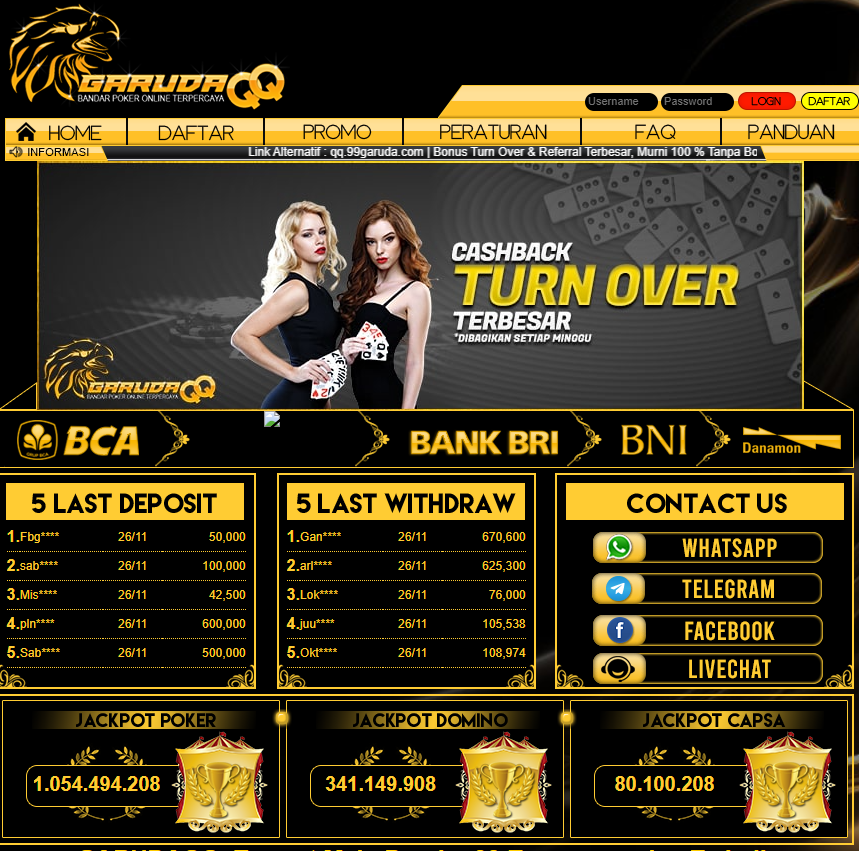 GARUDAQQ
BANDAR POKER ONLINE TERPERCAYA
Username Password LOGIN DAFTAR
HOME DAFTAR PROMO PERATURAN FAQ PANDUAN
INFORMASI Link Alternatif : qq.99garuda.com | Bonus Turn Over & Referral Terbesar, Murni 100 % Tanpa Bo
CASHBACK
TURN OVER
TERBESAR
*DIBAGIKAN SETIAP MINGGU
GARUDAQQ
BANDAR POKER ONLINE TERPERCAYA
BCA BANK BRI BNI Danamon
5 LAST DEPOSIT
1.Fbg**** 26/11 50,000
2.sab**** 26/11 100,000
3.Mis**** 26/11 42,500
4.pIn**** 26/11 600,000
5.Sab**** 26/11 500,000
5 LAST WITHDRAW
1.Gan**** 26/11 670,600
2.arI**** 26/11 625,300
3.Lok**** 26/11 76,000
4.juu**** 26/11 105,538
5.Okt**** 26/11 108,974
CONTACT US
WHATSAPP
TELEGRAM
FACEBOOK
LIVECHAT
JACKPOT POKER
1.054.494.208
JACKPOT DOMINO
341.149.908
JACKPOT CAPSA
80.100.208